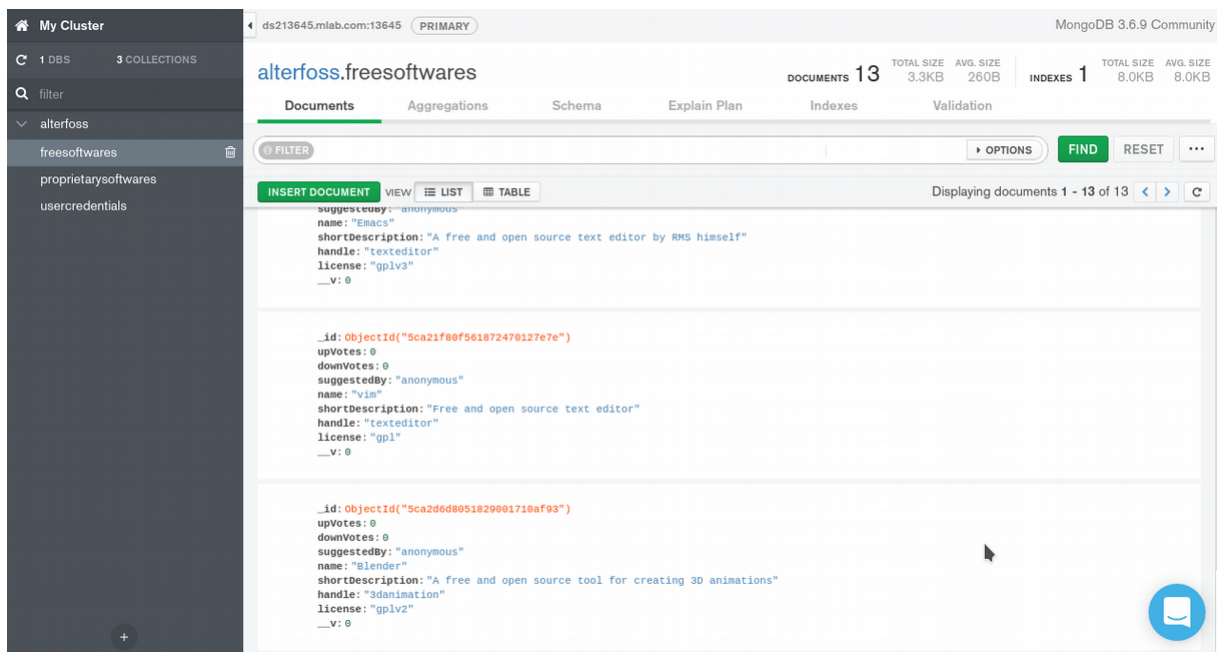 My Cluster
ds213645.mlab.com:13645 PRIMARY MongoDB 3.6.9 Community
1 DBS 3 COLLECTIONS
filter
alterfoss
freesoftwares
proprietarysoftwares
usercredentials
alterfoss.freesoftwares
DOCUMENTS 13 TOTAL SIZE 3.3KB AVG. SIZE 260B INDEXES 1 TOTAL SIZE 8.0KB AVG. SIZE 8.0KB
Documents Aggregations Schema Explain Plan Indexes Validation
FILTER OPTIONS FIND RESET ...
INSERT DOCUMENT VIEW LIST TABLE Displaying documents 1 - 13 of 13
suggestedBy: "anonymous"
name: "Emacs"
shortDescription: "A free and open source text editor by RMS himself"
handle: "texteditor"
license: "gplv3"
__v: 0
_id: ObjectId("5ca21f80f561872470127e7e")
upVotes: 0
downVotes: 0
suggestedBy: "anonymous"
name: "vim"
shortDescription: "Free and open source text editor"
handle: "texteditor"
license: "gpl"
__v: 0
_id: ObjectId("5ca2d6d8051829001710af93")
upVotes: 0
downVotes: 0
suggestedBy: "anonymous"
name: "Blender"
shortDescription: "A free and open source tool for creating 3D animations"
handle: "3danimation"
license: "gplv2"
__v: 0
+